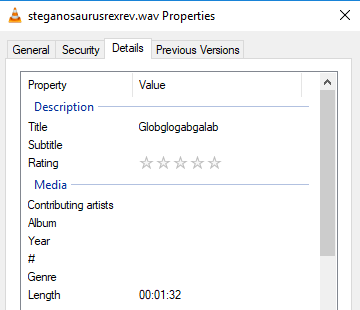 steganosaurusrexrev.wav Properties
General Security Details Previous Versions
Property Value
Description
Title Globglogabgalab
Subtitle
Rating
Media
Contributing artists
Album
Year
#
Genre
Length 00:01:32